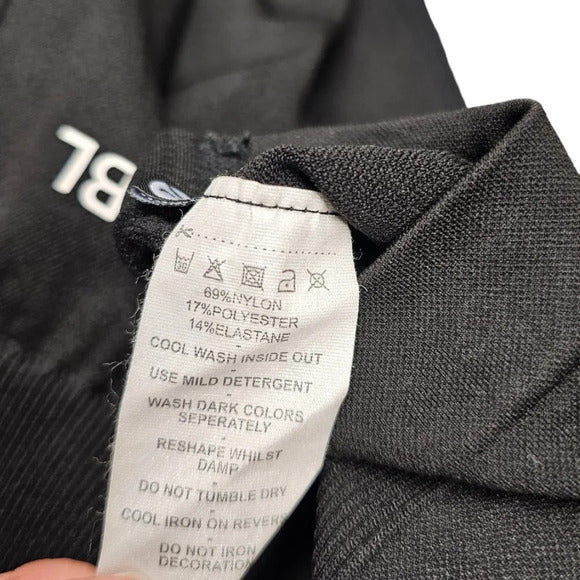 BL
30
69%NYLON
17%POLYESTER
14%ELASTANE
-
COOL WASH INSIDE OUT
-
USE MILD DETERGENT
-
WASH DARK COLORS
SEPERATELY
-
RESHAPE WHILST
DAMP
-
DO NOT TUMBLE DRY
-
COOL IRON ON REVERS
-
DO NOT IRON
DECORATION